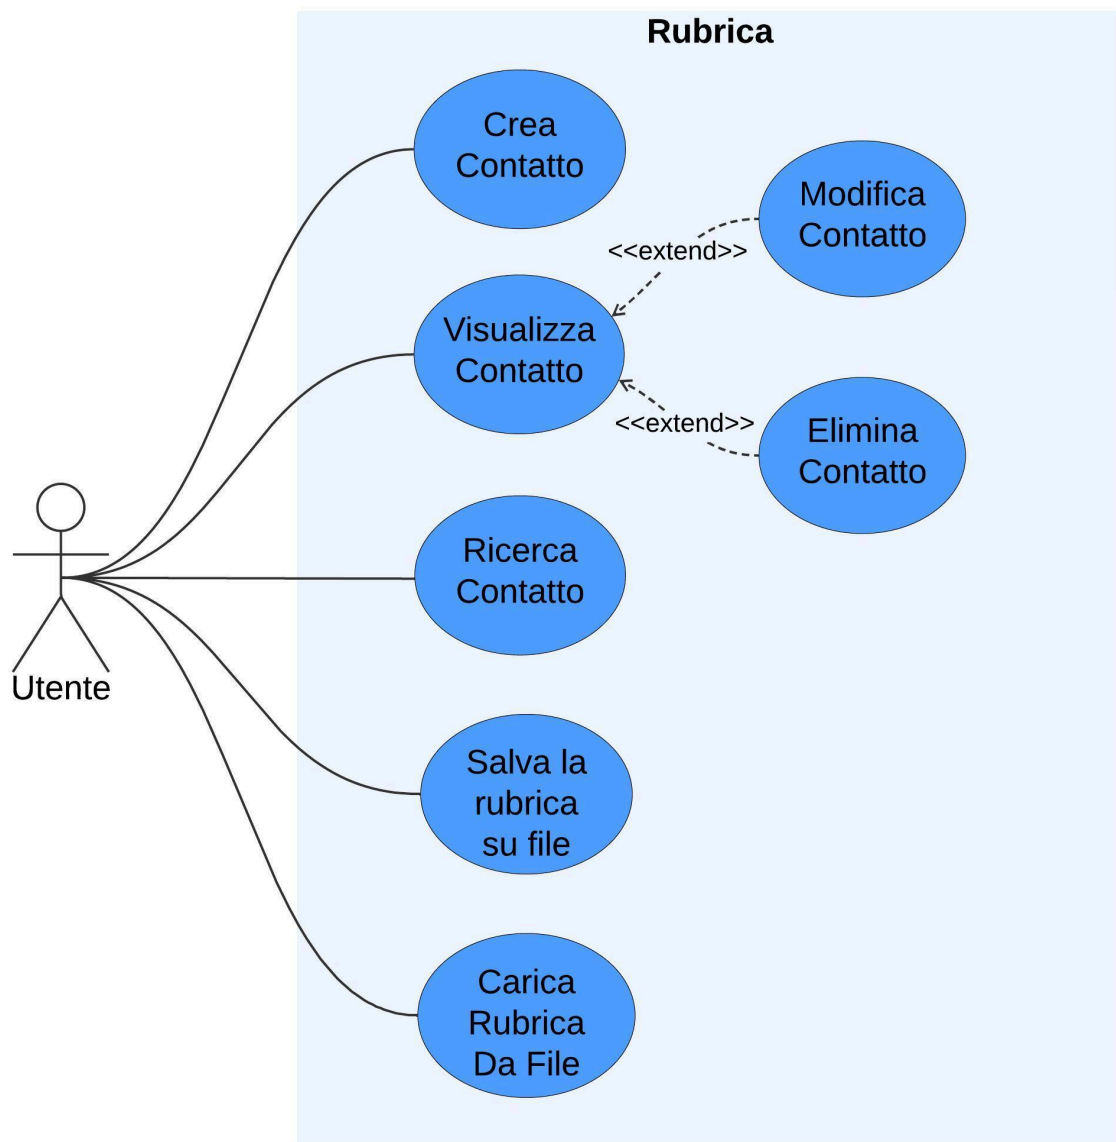 Rubrica
Crea
Contatto
Modifica
Contatto
<<extend>>
Visualizza
Contatto
<<extend>>
Elimina
Contatto
Ricerca
Contatto
Utente
Salva la
rubrica
su file
Carica
Rubrica
Da File